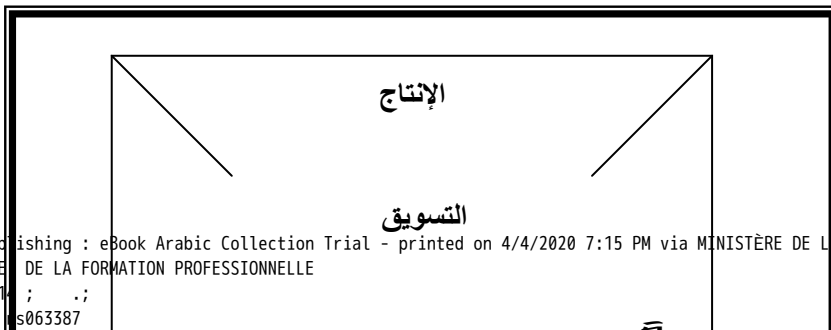 الإنتاج
التسويق
lishing : eBook Arabic Collection Trial - printed on 4/4/2020 7:15 PM via MINISTÈRE DE L
DE LA FORMATION PROFESSIONNELLE
; .;
s063387